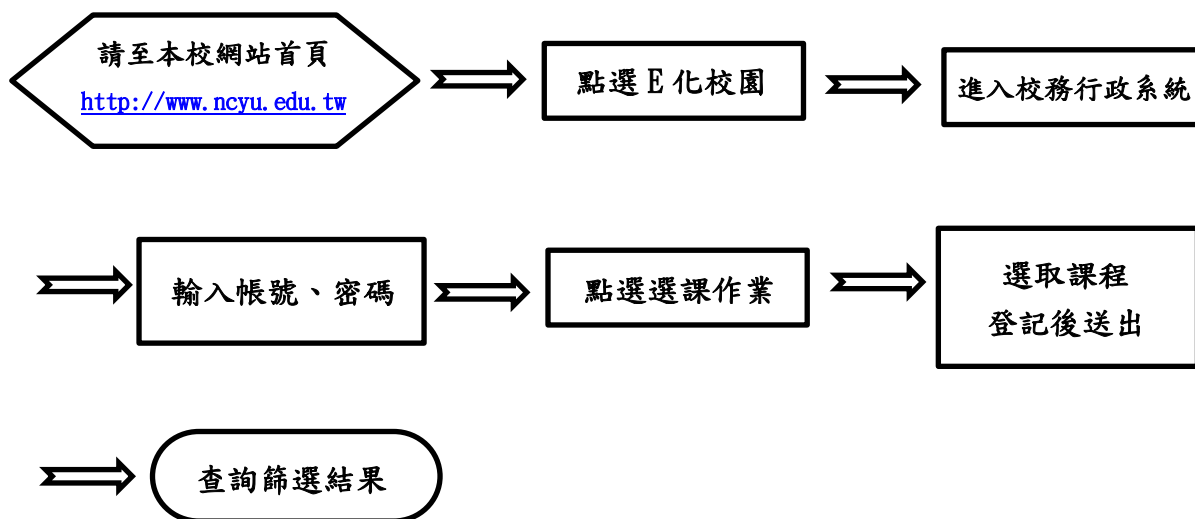 請至本校網站首頁
http://www.ncyu.edu.tw
點選 E 化校園
進入校務行政系統
輸入帳號、密碼
點選選課作業
選取課程
登記後送出
查詢篩選結果